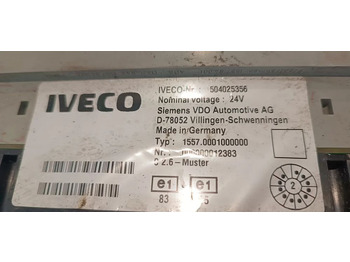 IVECO
IVECO-Nr.: 504025356
Nominal voltage: 24V
Siemens VDO Automotive AG
D-78052 Villingen-Schwenningen
Made in Germany
Typ: 1557.0001000000
0000012383
2.6-Muster
e1 e1
83
2